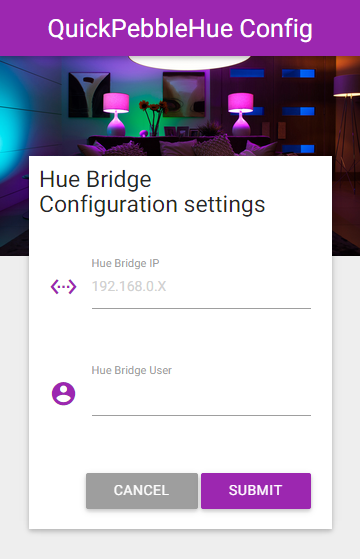 QuickPebbleHue Config
Hue Bridge
Configuration settings
Hue Bridge IP
192.168.0.X
Hue Bridge User
CANCEL
SUBMIT